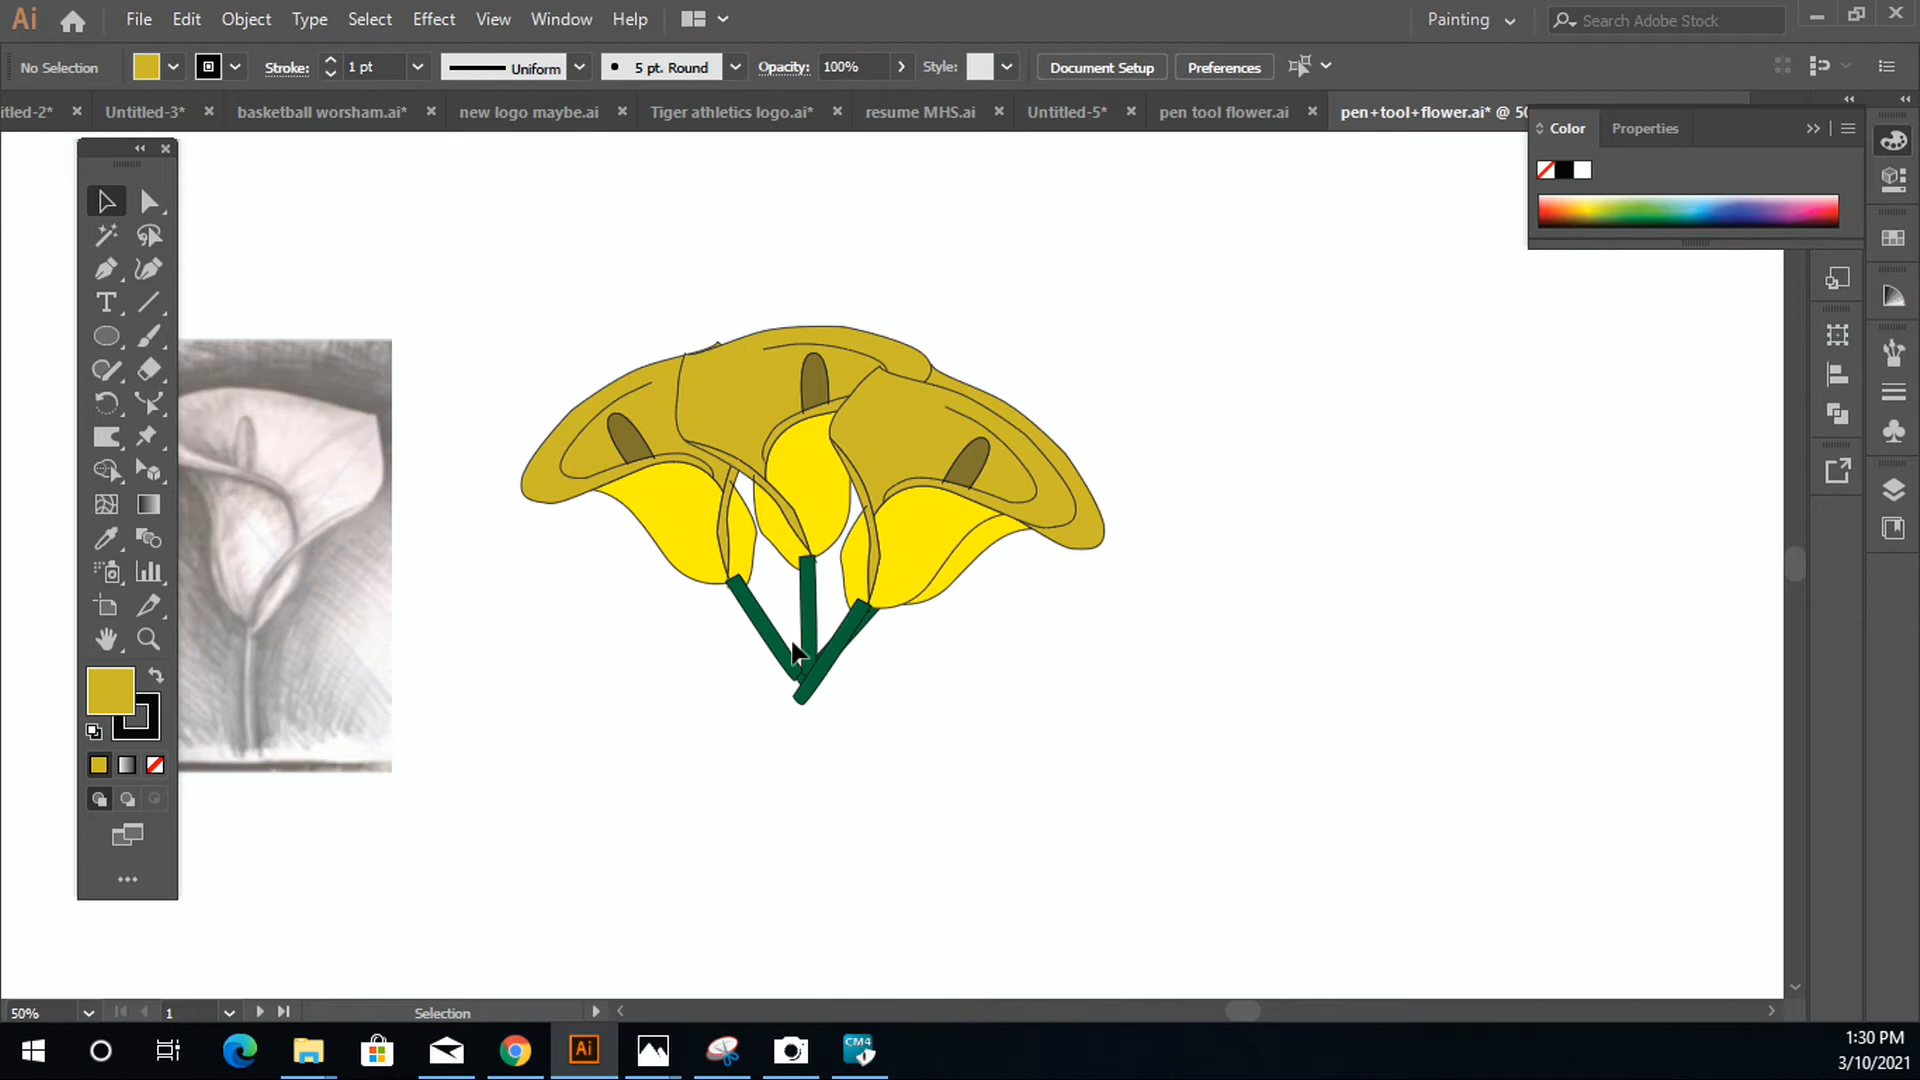 Ai File Edit Object Type Select Effect View Window Help Painting Search Adobe Stock
No Selection Stroke: 1 pt Uniform 5 pt. Round Opacity: 100% Style: Document Setup Preferences
itled-2* Untitled-3* basketball worsham.ai* new logo maybe.ai Tiger athletics logo.ai* resume MHS.ai Untitled-5* pen tool flower.ai pen+tool+flower.ai* @ 50
Color Properties
50% 1 Selection
Ai CM4
1:30 PM
3/10/2021